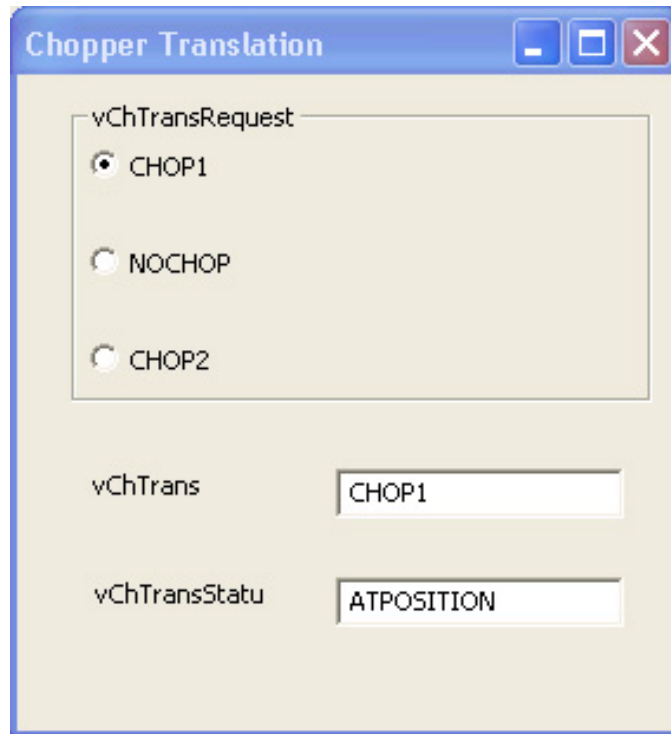 Chopper Translation
vChTransRequest
CHOP1
NOCHOP
CHOP2
vChTrans CHOP1
vChTransStatu ATPOSITION